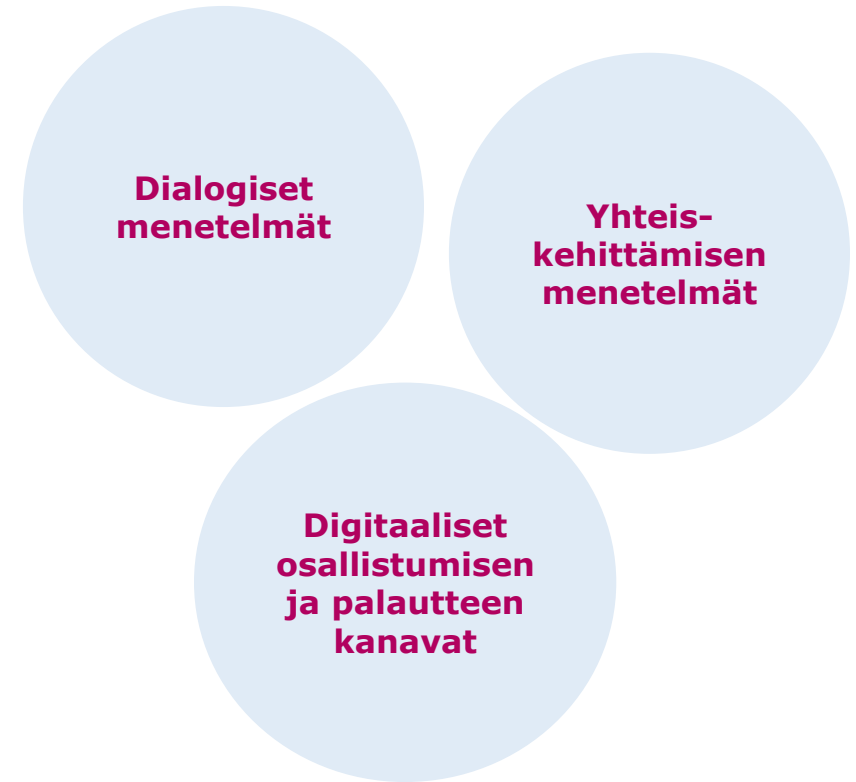 Dialogiset
menetelmät
Yhteis-
kehittämisen
menetelmät
Digitaaliset
osallistumisen
ja palautteen
kanavat